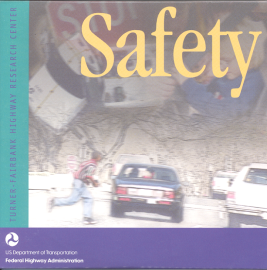 Safety
TURNER-FAIRBANK HIGHWAY RESEARCH CENTER
US Department of Transportation
Federal Highway Administration